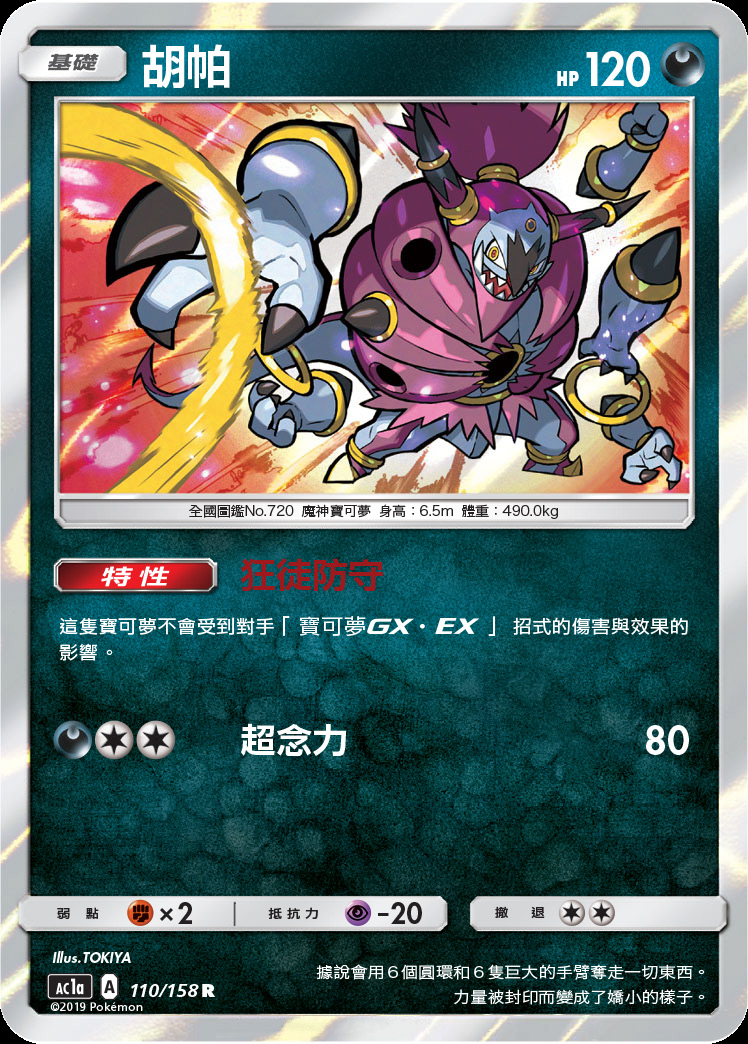 基礎 胡帕 HP 120
全國圖鑑No.720 魔神寶可夢 身高：6.5m 體重：490.0kg
特性 狂徒防守
這隻寶可夢不會受到對手「寶可夢GX・EX」招式的傷害與效果的
影響。
超念力 80
弱點 ×2 抵抗力 -20 撤退
Illus. TOKIYA
AC1a A 110/158 R
©2019 Pokémon
據說會用６個圓環和６隻巨大的手臂奪走一切東西。
力量被封印而變成了嬌小的樣子。